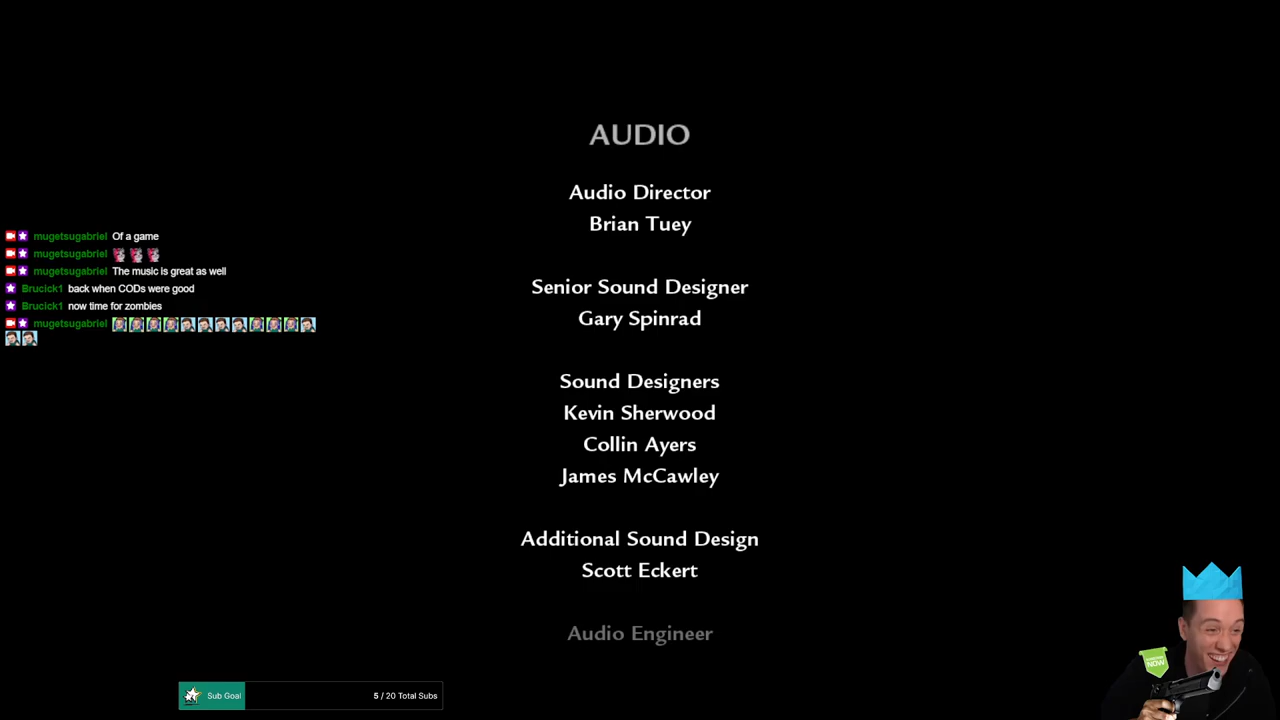 AUDIO
Audio Director
Brian Tuey
Senior Sound Designer
Gary Spinrad
Sound Designers
Kevin Sherwood
Collin Ayers
James McCawley
Additional Sound Design
Scott Eckert
Audio Engineer
mugetsugabriel Of a game
mugetsugabriel
mugetsugabriel The music is great as well
Brucick1 back when CODs were good
Brucick1 now time for zombies
mugetsugabriel
Sub Goal 5 / 20 Total Subs
NOW